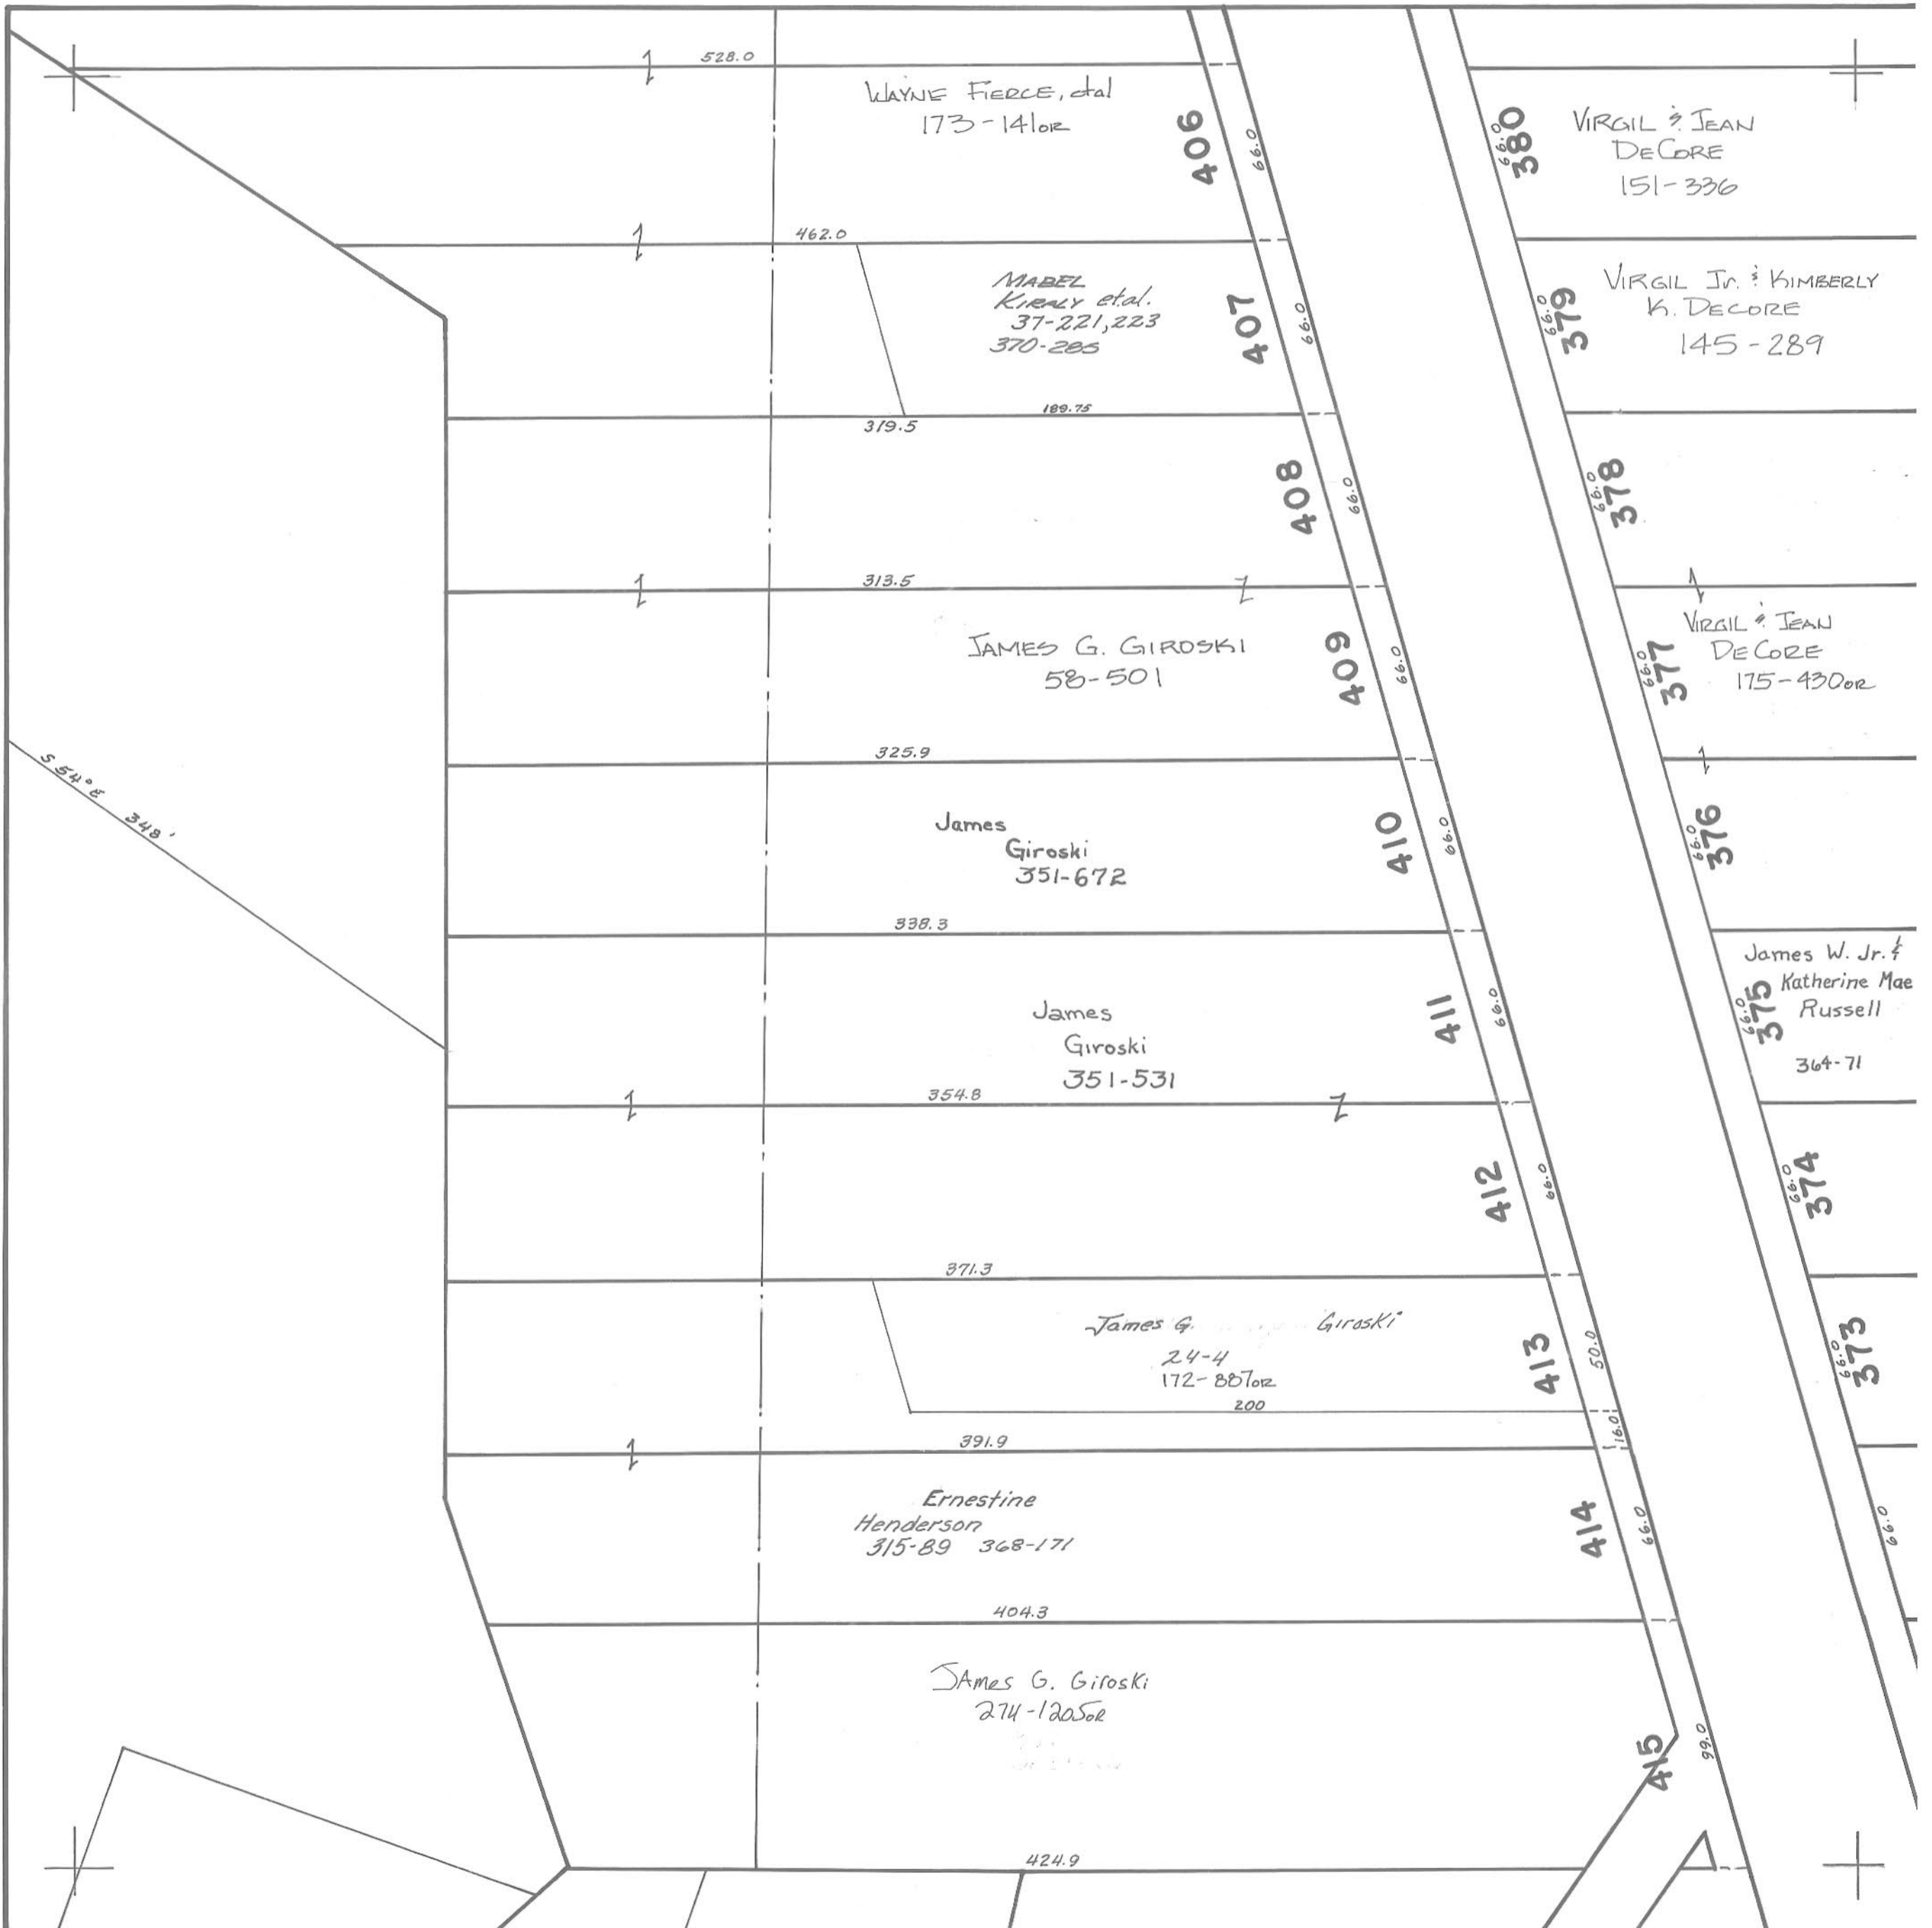 528.0
WAYNE FIERCE, etal
173-141OR
406
66.0
66.0
380
VIRGIL & JEAN
DECORE
151-336
462.0
MABEL
KIRALY et.al.
37-221,223
370-285
407
66.0
66.0
379
VIRGIL Jr. & KIMBERLY
K. DECORE
145-289
189.75
319.5
408
66.0
66.0
378
313.5
JAMES G. GIROSKI
58-501
409
66.0
66.0
377
VIRGIL & JEAN
DECORE
175-430OR
S 54° E 348'
325.9
James
Giroski
351-672
410
66.0
66.0
376
338.3
James
Giroski
351-531
411
66.0
66.0
375
James W. Jr. &
Katherine Mae
Russell
364-71
354.8
412
66.0
66.0
374
371.3
James G. Giroski
24-4
172-887OR
200
413
50.0
16.0
66.0
373
391.9
Ernestine
Henderson
315-89 368-171
414
66.0
66.0
404.3
JAmes G. Giroski
274-1205OR
415
99.0
424.9